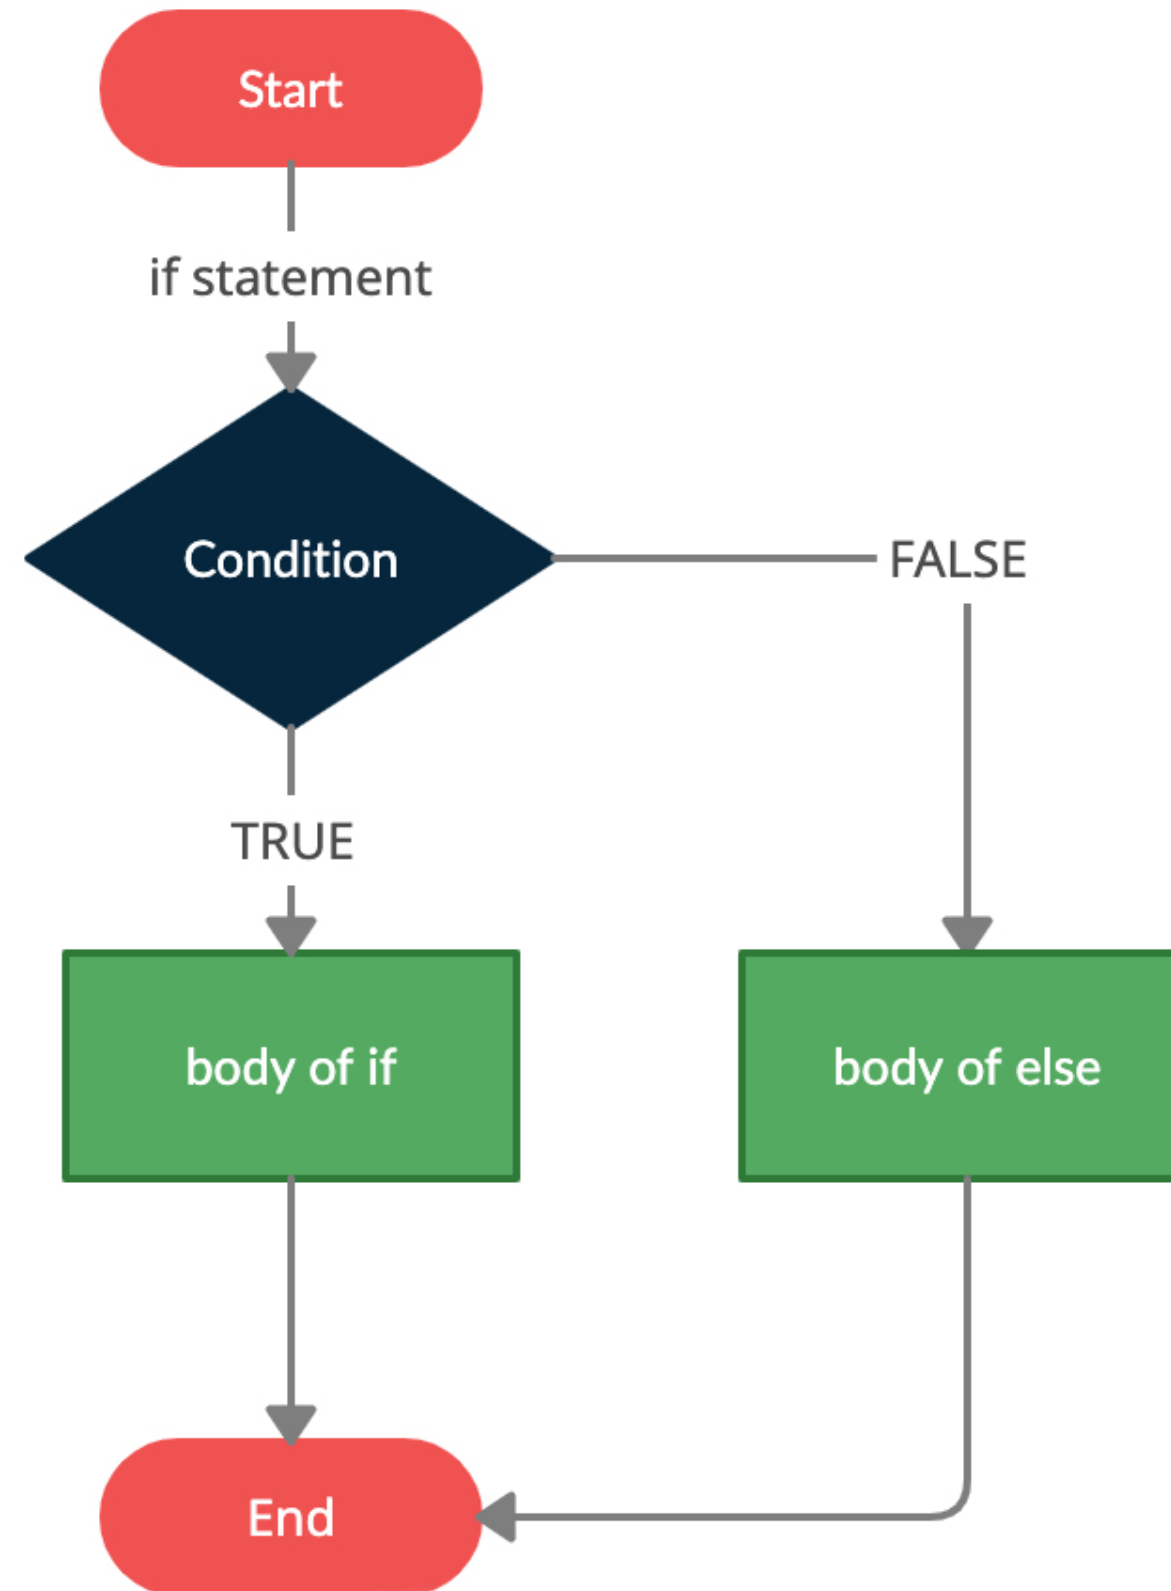 Start
if statement
Condition
FALSE
TRUE
body of if
body of else
End